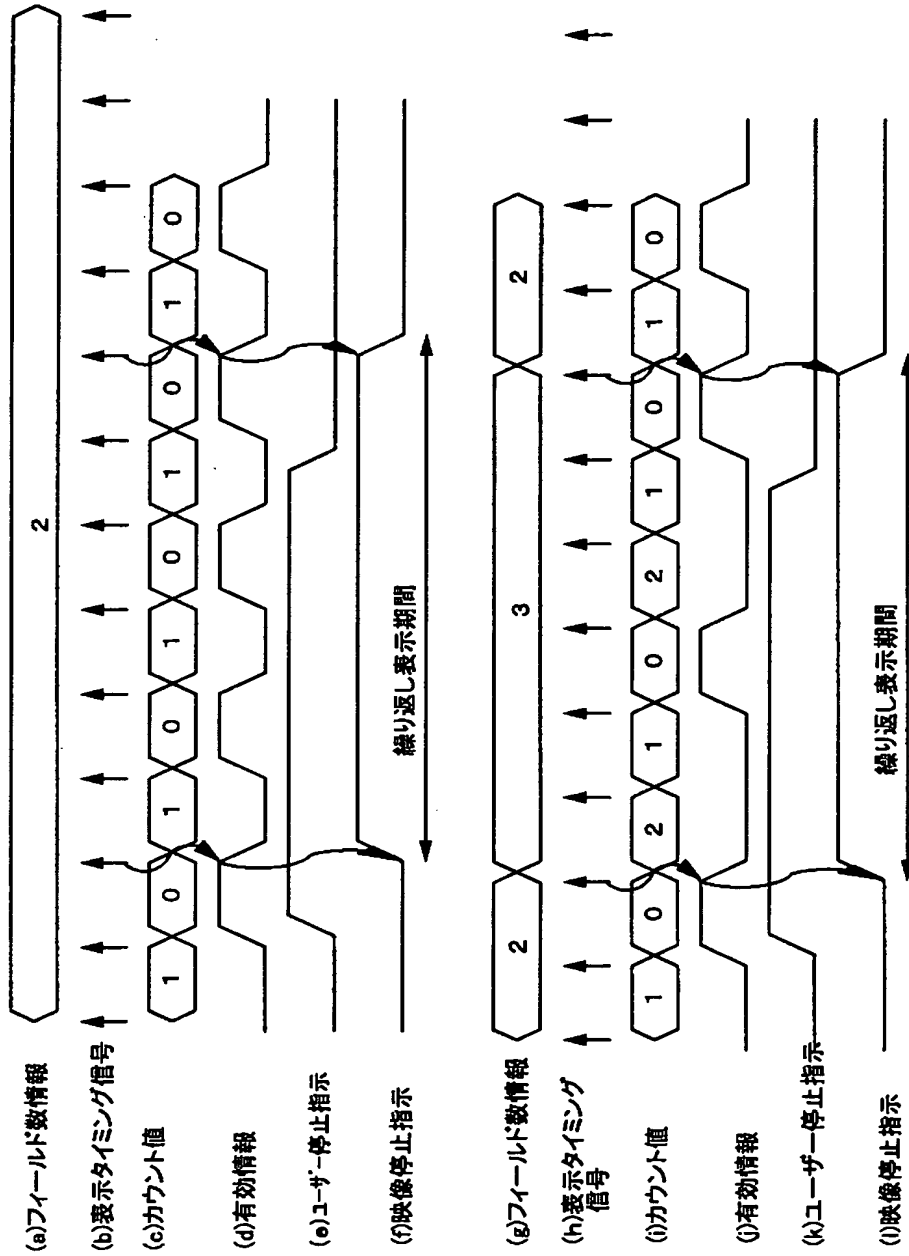 (a)フィールド数情報
2
(b)表示タイミング信号
(c)カウント値
1 0 1 0 1 0 1 0 1 0
(d)有効情報
(e)ユーザー停止指示
(f)映像停止指示
繰り返し表示期間
(g)フィールド数情報
2 3 2
(h)表示タイミング
信号
(i)カウント値
1 0 2 1 0 2 1 0 1 0
(j)有効情報
(k)ユーザー停止指示
(l)映像停止指示
繰り返し表示期間